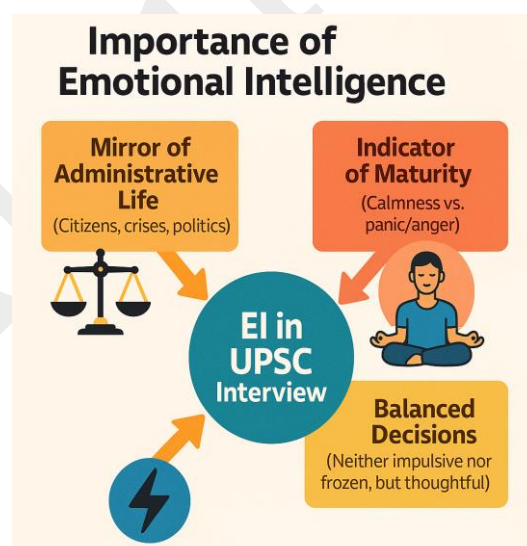 Importance of
Emotional Intelligence
Mirror of
Administrative
Life
(Citizens, crises, politics)
Indicator
of Maturity
(Calmness vs.
panic/anger)
EI in
UPSC
Interview
Balanced
Decisions
(Neither impulsive nor
frozen, but thoughtful)